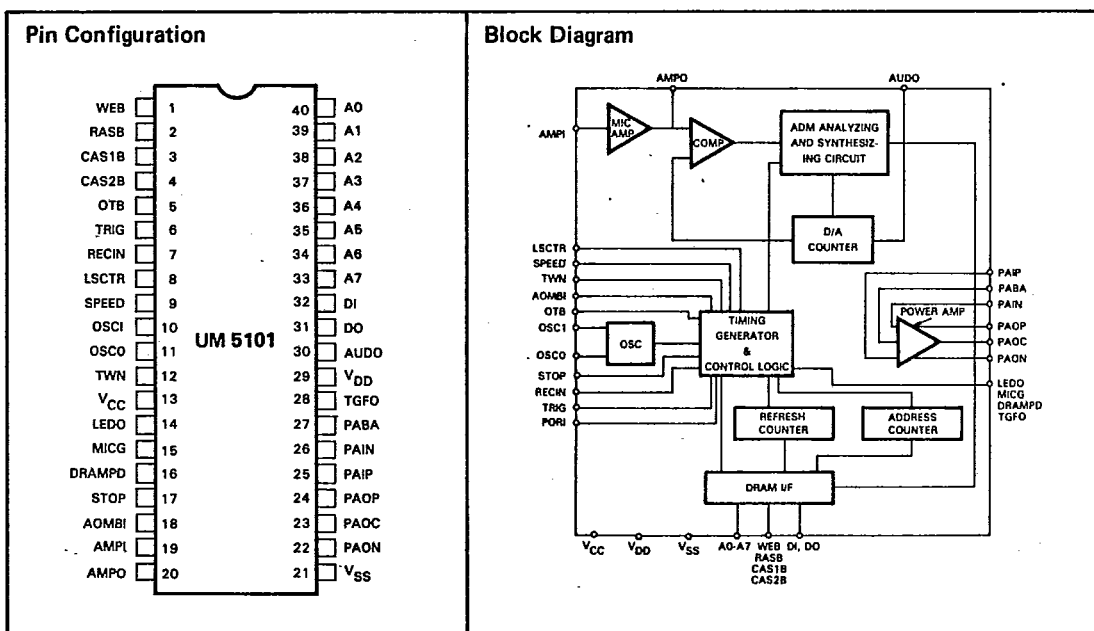 Pin Configuration
WEB 1
RASB 2
CAS1B 3
CAS2B 4
OTB 5
TRIG 6
RECIN 7
LSCTR 8
SPEED 9
OSCI 10
OSCO 11
TWN 12
VCC 13
LEDO 14
MICG 15
DRAMPD 16
STOP 17
AOMBI 18
AMPI 19
AMPO 20
UM 5101
40 A0
39 A1
38 A2
37 A3
36 A4
35 A5
34 A6
33 A7
32 DI
31 DO
30 AUDO
29 VDD
28 TGFO
27 PABA
26 PAIN
25 PAIP
24 PAOP
23 PAOC
22 PAON
21 VSS
Block Diagram
AMPO
AUDO
AMPI
MIC
AMP
COMP
ADM ANALYZING
AND SYNTHESIZ-
ING CIRCUIT
D/A
COUNTER
LSCTR
SPEED
TWN
AOMBI
OTB
OSC1
OSCO
STOP
RECIN
TRIG
PORI
OSC
TIMING
GENERATOR
&
CONTROL LOGIC
POWER AMP
PAIP
PABA
PAIN
PAOP
PAOC
PAON
LEDO
MICG
DRAMPD
TGFO
REFRESH
COUNTER
ADDRESS
COUNTER
DRAM I/F
VCC
VDD
VSS
A0-A7
WEB
RASB
CAS1B
CAS2B
DI, DO